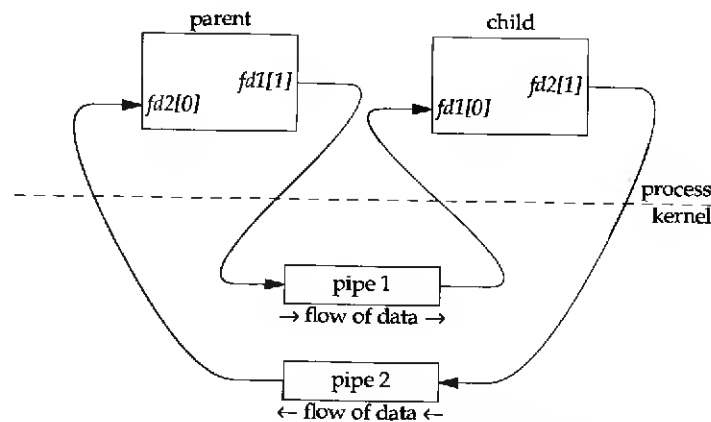 parent
child
fd1[1]
fd2[0]
fd2[1]
fd1[0]
process
kernel
pipe 1
→ flow of data →
pipe 2
← flow of data ←